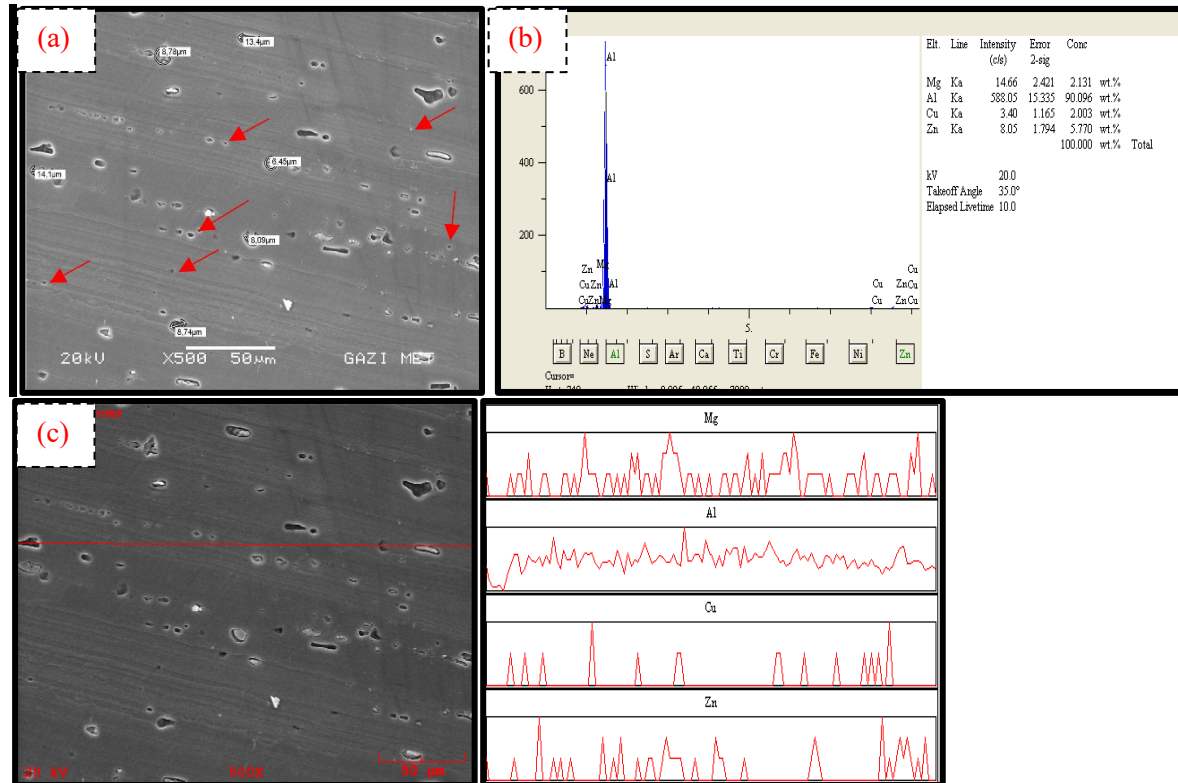 (a)
8,78µm
13.4µm
14,1µm
6,45µm
8,09µm
8,74µm
20kV X500 50µm GAZI MET
(b)
600
400
200
Al
Al
Zn
Mg
Cu Zn Al
Cu Zn Mg
Cu
Cu Zn Cu
Cu Zn Cu
5.
B Ne Al S Ar Ca Ti Cr Fe Ni Zn
Cursor=
Elt. Line Intensity Error Conc
(c/s) 2-sig
Mg Ka 14.66 2.421 2.131 wt.%
Al Ka 588.05 15.335 90.096 wt.%
Cu Ka 3.40 1.165 2.003 wt.%
Zn Ka 8.05 1.794 5.770 wt.%
100.000 wt.% Total
kV 20.0
Takeoff Angle 35.0°
Elapsed Livetime 10.0
(c)
20 kV 500X 50 µm
Mg
Al
Cu
Zn